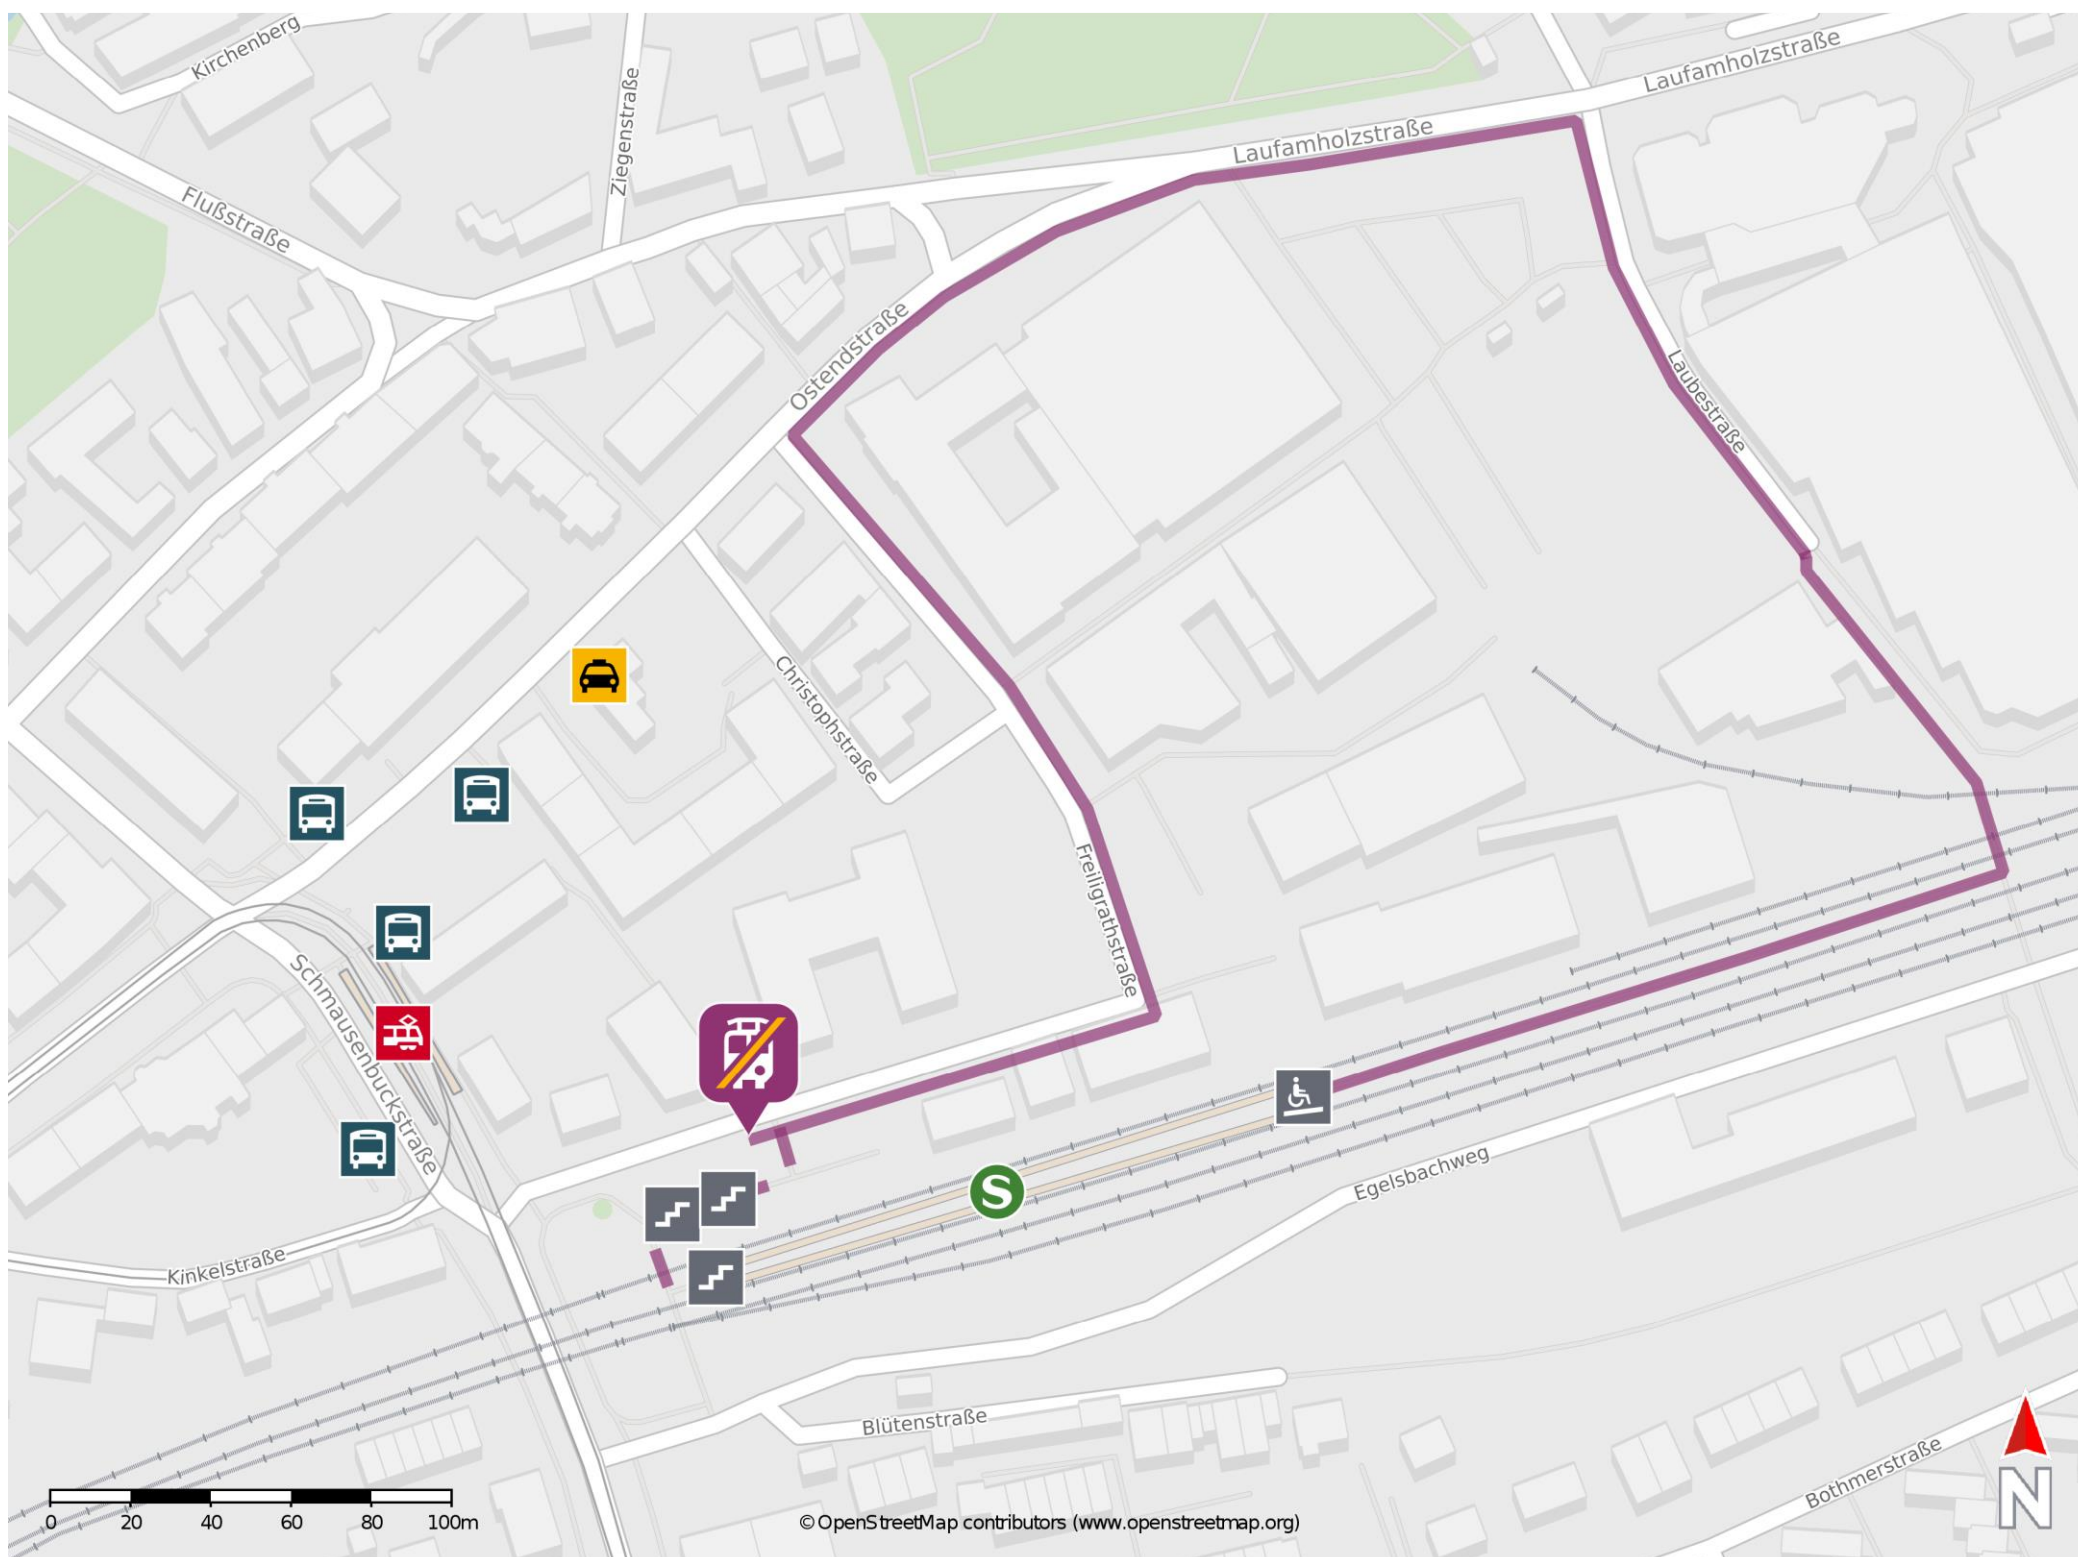 Kirchenberg
Laufamholzstraße
Ziegenstraße
Laufamholzstraße
Flußstraße
Ostendstraße
Laubestraße
Christophstraße
Freiligrathstraße
Schmausenbuckstraße
S
Egelsbachweg
Kinkelstraße
Blütenstraße
Bothmerstraße
N
0 20 40 60 80 100m
© OpenStreetMap contributors (www.openstreetmap.org)